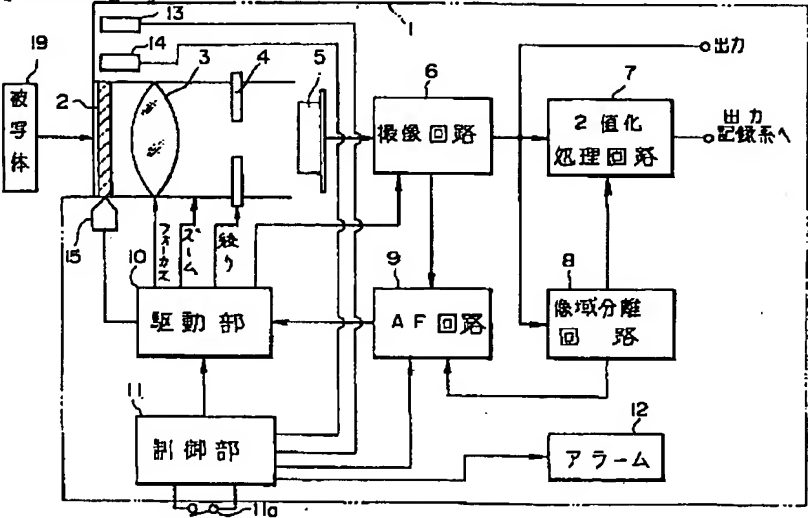 13
1
14
出力
19
2
3
4
5
6
7
被写体
撮像回路
2値化
処理回路
出力
記録系へ
15
フォーカス
ズーム
絞り
10
9
8
駆動部
AF回路
像域分離
回路
11
12
制御部
アラーム
11a